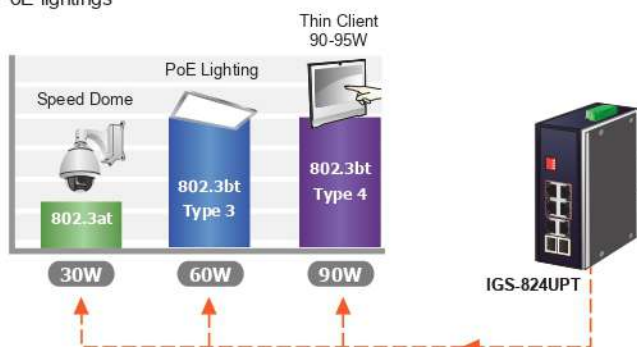 Thin Client
90-95W
PoE Lighting
Speed Dome
802.3at
802.3bt
Type 3
802.3bt
Type 4
30W
60W
90W
IGS-824UPT